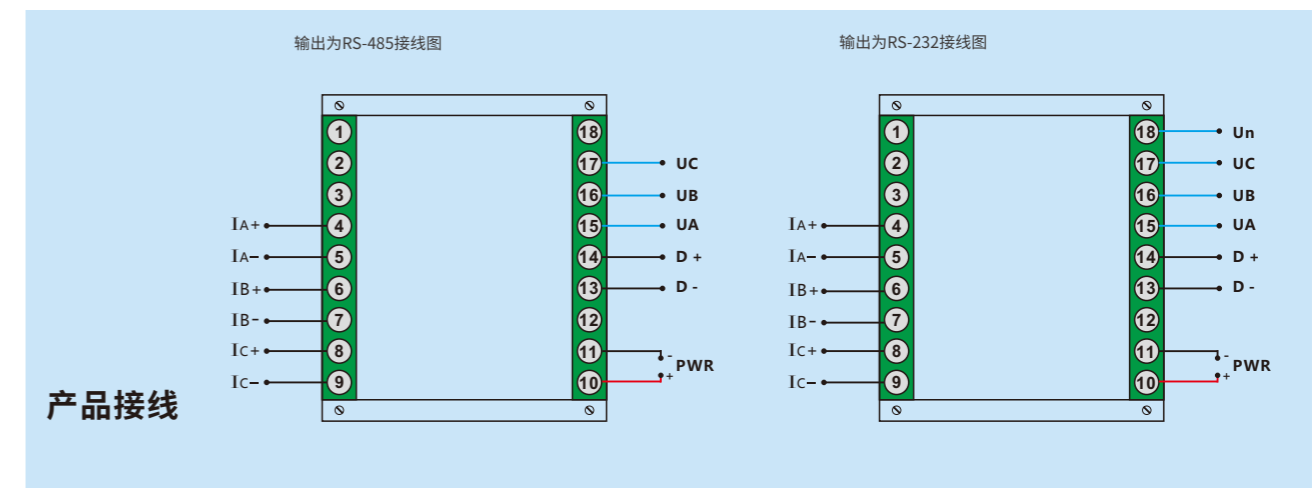 输出为RS-485接线图
输出为RS-232接线图
1
18
2
17
UC
3
16
UB
IA+
4
15
UA
IA-
5
14
D +
IB+
6
13
D -
IB-
7
12
IC+
8
11
-
PWR
IC-
9
10
+
1
18
Un
2
17
UC
3
16
UB
IA+
4
15
UA
IA-
5
14
D +
IB+
6
13
D -
IB-
7
12
IC+
8
11
-
PWR
IC-
9
10
+
产品接线